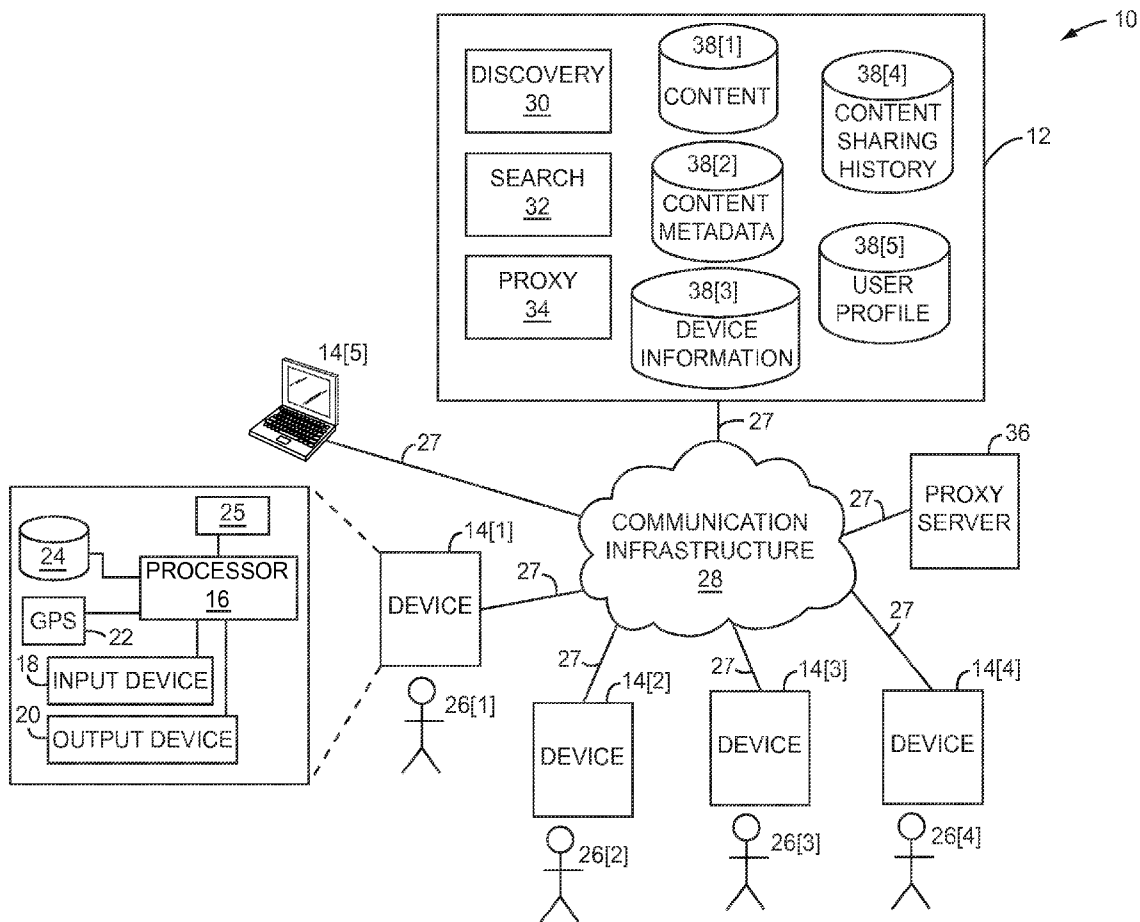 10
DISCOVERY
30
SEARCH
32
PROXY
34
38[1]
CONTENT
38[2]
CONTENT
METADATA
38[3]
DEVICE
INFORMATION
38[4]
CONTENT
SHARING
HISTORY
38[5]
USER
PROFILE
12
14[5]
27
27
36
PROXY
SERVER
27
COMMUNICATION
INFRASTRUCTURE
28
25
24
PROCESSOR
16
GPS
22
18
INPUT DEVICE
20
OUTPUT DEVICE
14[1]
DEVICE
27
26[1]
27
14[2]
DEVICE
26[2]
27
14[3]
DEVICE
26[3]
27
14[4]
DEVICE
26[4]